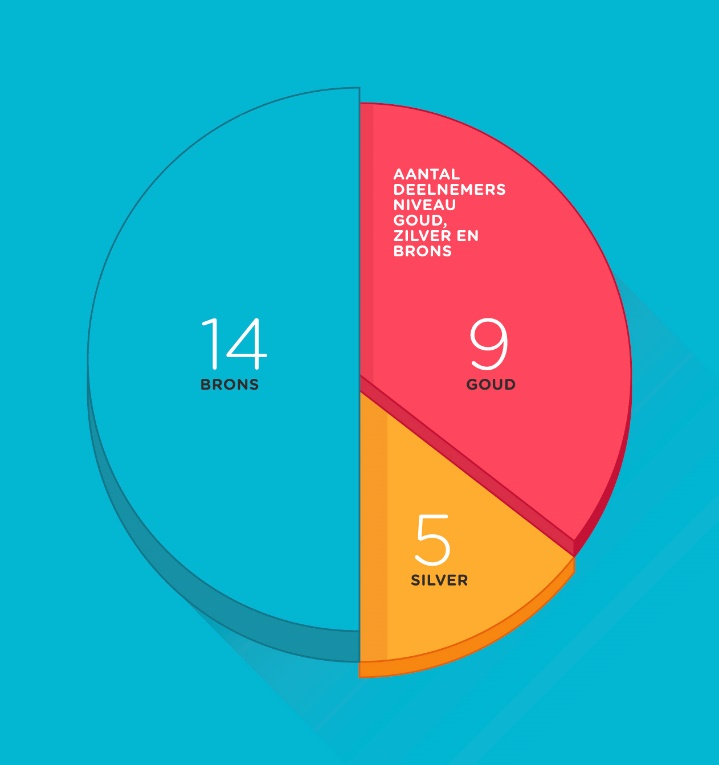 AANTAL
DEELNEMERS
NIVEAU
GOUD,
ZILVER EN
BRONS
14
BRONS
9
GOUD
5
SILVER